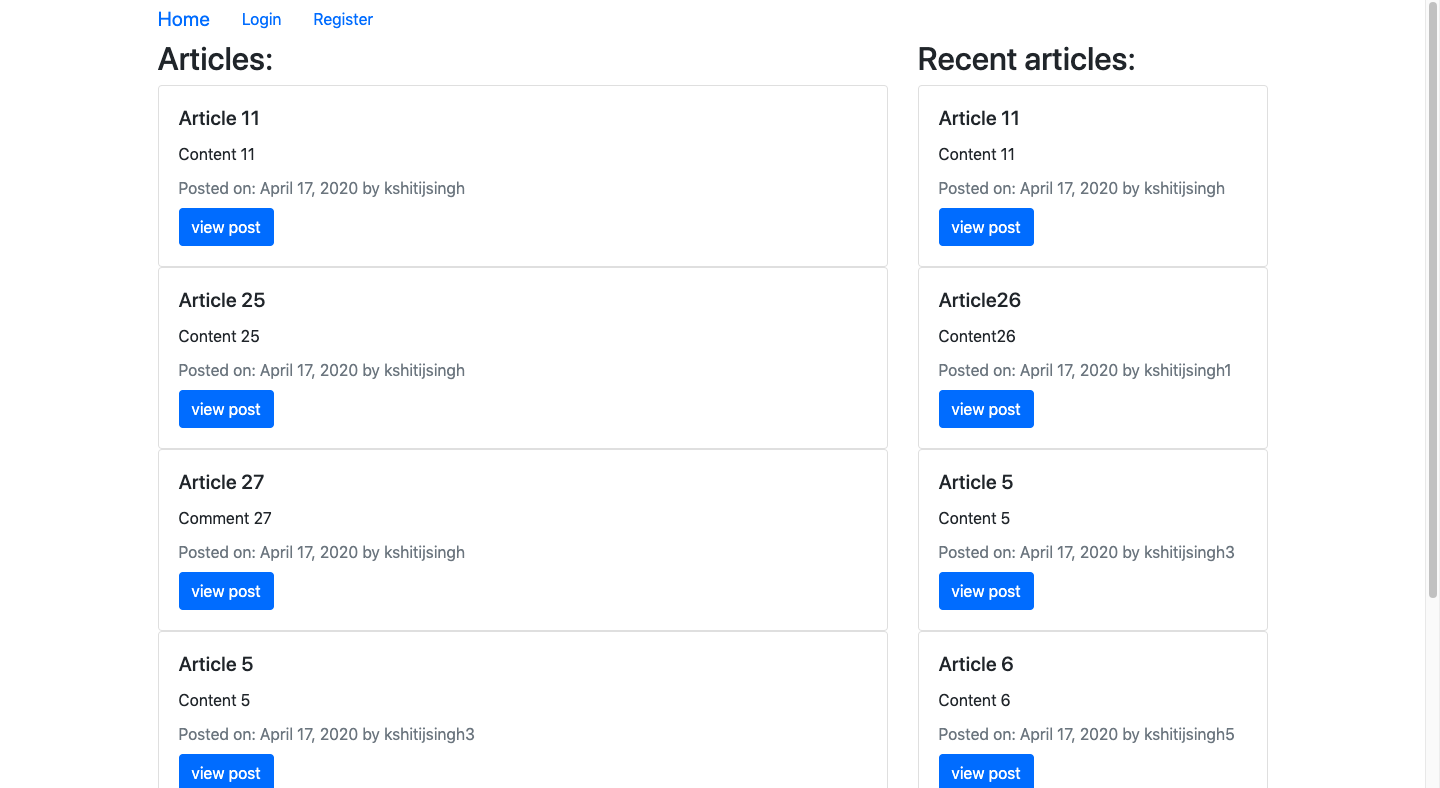 Home Login Register
Articles:
Article 11
Content 11
Posted on: April 17, 2020 by kshitijsingh
view post
Article 25
Content 25
Posted on: April 17, 2020 by kshitijsingh
view post
Article 27
Comment 27
Posted on: April 17, 2020 by kshitijsingh
view post
Article 5
Content 5
Posted on: April 17, 2020 by kshitijsingh3
view post
Recent articles:
Article 11
Content 11
Posted on: April 17, 2020 by kshitijsingh
view post
Article26
Content26
Posted on: April 17, 2020 by kshitijsingh1
view post
Article 5
Content 5
Posted on: April 17, 2020 by kshitijsingh3
view post
Article 6
Content 6
Posted on: April 17, 2020 by kshitijsingh5
view post